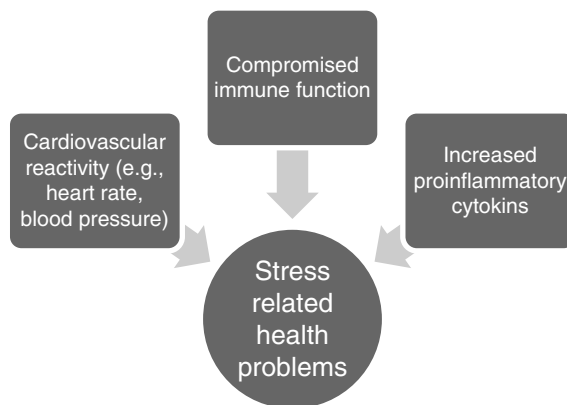 Compromised
immune function
Cardiovascular
reactivity (e.g.,
heart rate,
blood pressure)
Increased
proinflammatory
cytokins
Stress
related
health
problems